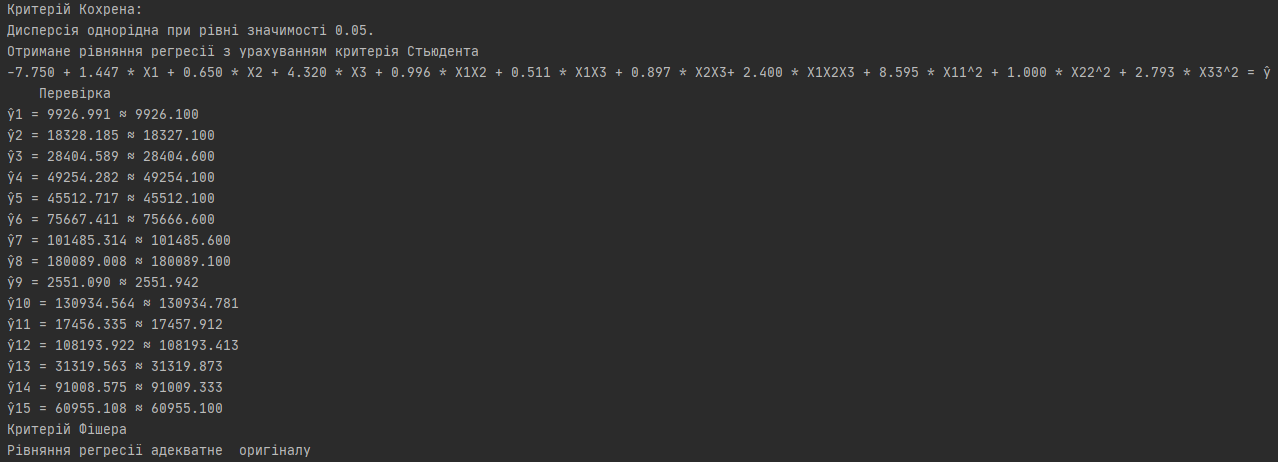 Критерій Кохрена:
Дисперсія однорідна при рівні значимості 0.05.
Отримане рівняння регресії з урахуванням критерія Стьюдента
-7.750 + 1.447 * X1 + 0.650 * X2 + 4.320 * X3 + 0.996 * X1X2 + 0.511 * X1X3 + 0.897 * X2X3+ 2.400 * X1X2X3 + 8.595 * X11^2 + 1.000 * X22^2 + 2.793 * X33^2 = ŷ
Перевірка
ŷ1 = 9926.991 ≈ 9926.100
ŷ2 = 18328.185 ≈ 18327.100
ŷ3 = 28404.589 ≈ 28404.600
ŷ4 = 49254.282 ≈ 49254.100
ŷ5 = 45512.717 ≈ 45512.100
ŷ6 = 75667.411 ≈ 75666.600
ŷ7 = 101485.314 ≈ 101485.600
ŷ8 = 180089.008 ≈ 180089.100
ŷ9 = 2551.090 ≈ 2551.942
ŷ10 = 130934.564 ≈ 130934.781
ŷ11 = 17456.335 ≈ 17457.912
ŷ12 = 108193.922 ≈ 108193.413
ŷ13 = 31319.563 ≈ 31319.873
ŷ14 = 91008.575 ≈ 91009.333
ŷ15 = 60955.108 ≈ 60955.100
Критерій Фішера
Рівняння регресії адекватне  оригіналу